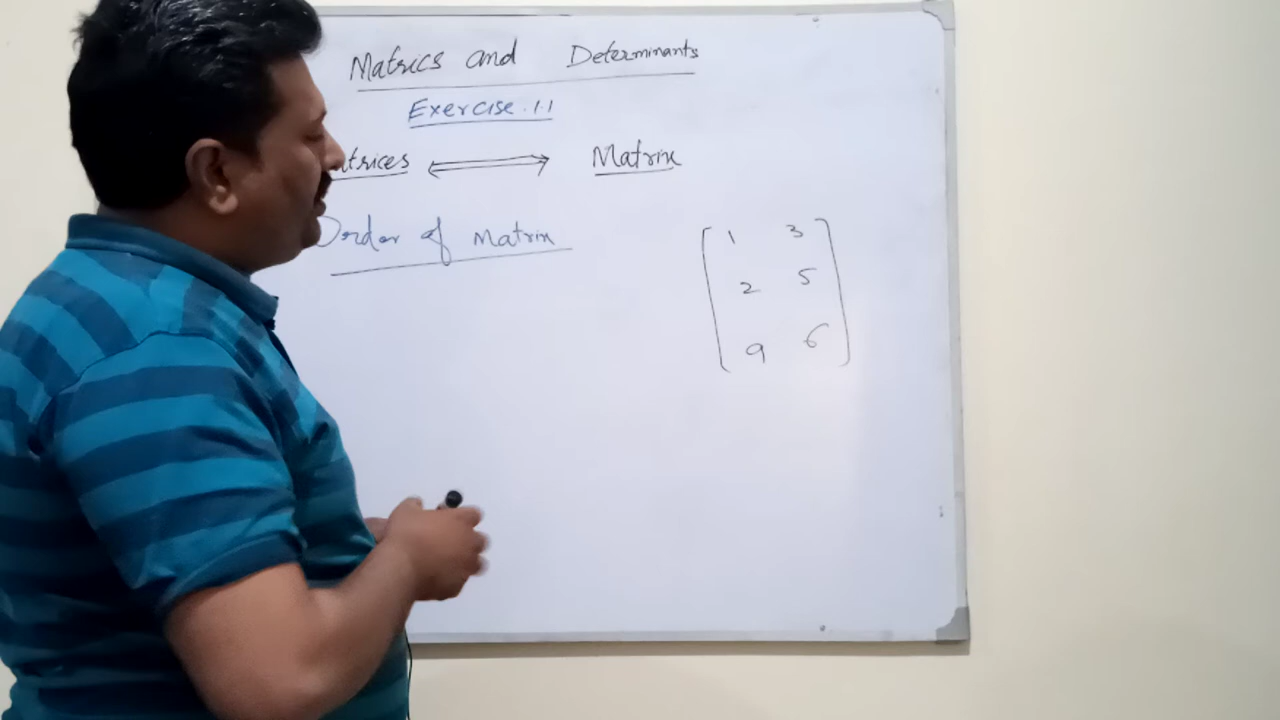 Matrics and Determinants
Exercise.1.1
atrices ⟷ Matrix
Order of Matrix
1 3
2 5
9 6